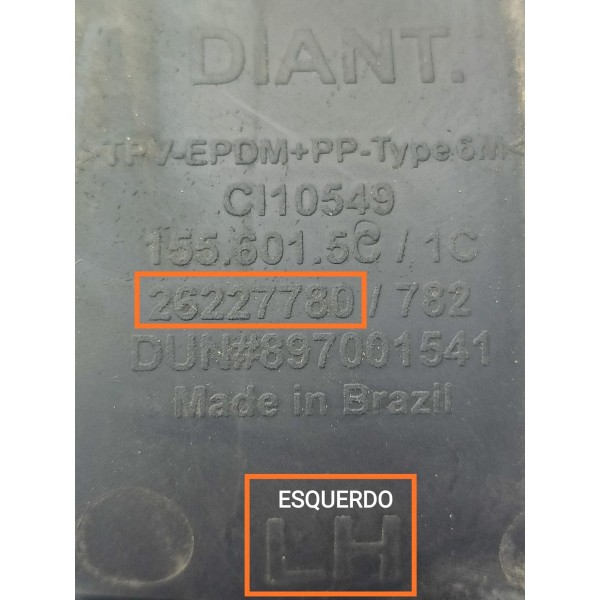 DIANT.
>TPV-EPDM+PP-Type 6M<
CI10549
155.601.5C / 1C
26227780 / 782
DUN#897001541
Made in Brazil
ESQUERDO
LH